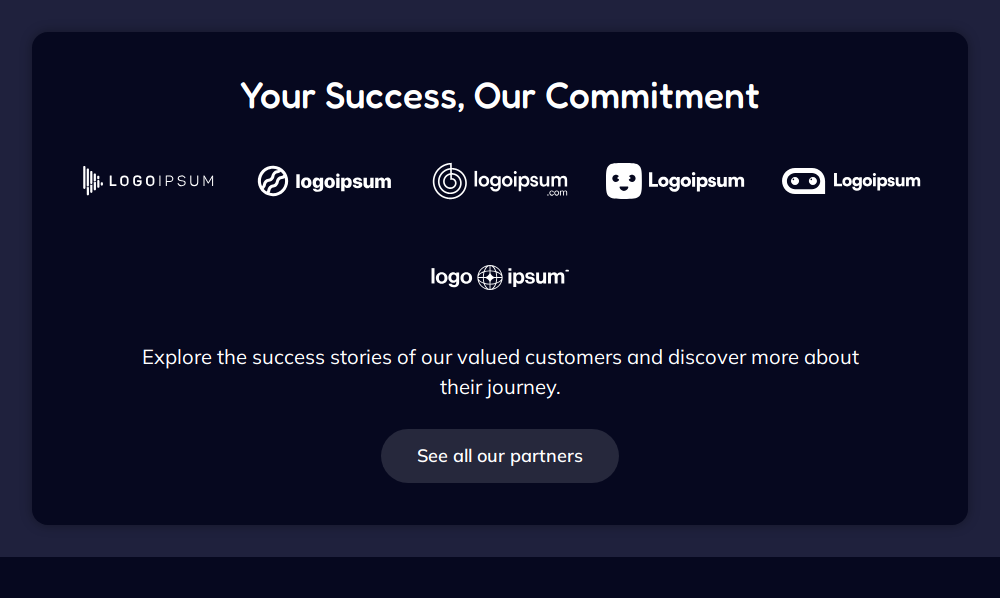 Your Success, Our Commitment
LOGOIPSUM logoipsum logoipsum.com Logoipsum Logoipsum
logo ipsum
Explore the success stories of our valued customers and discover more about
their journey.
See all our partners